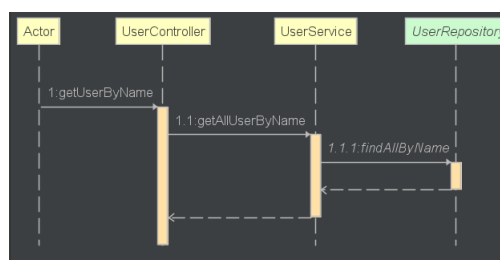 Actor
UserController
UserService
UserRepository
1:getUserByName
1.1:getAllUserByName
1.1.1:findAllByName